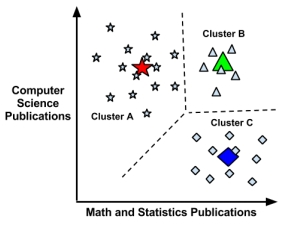 Cluster B
Computer
Science
Publications
Cluster A
Cluster C
Math and Statistics Publications